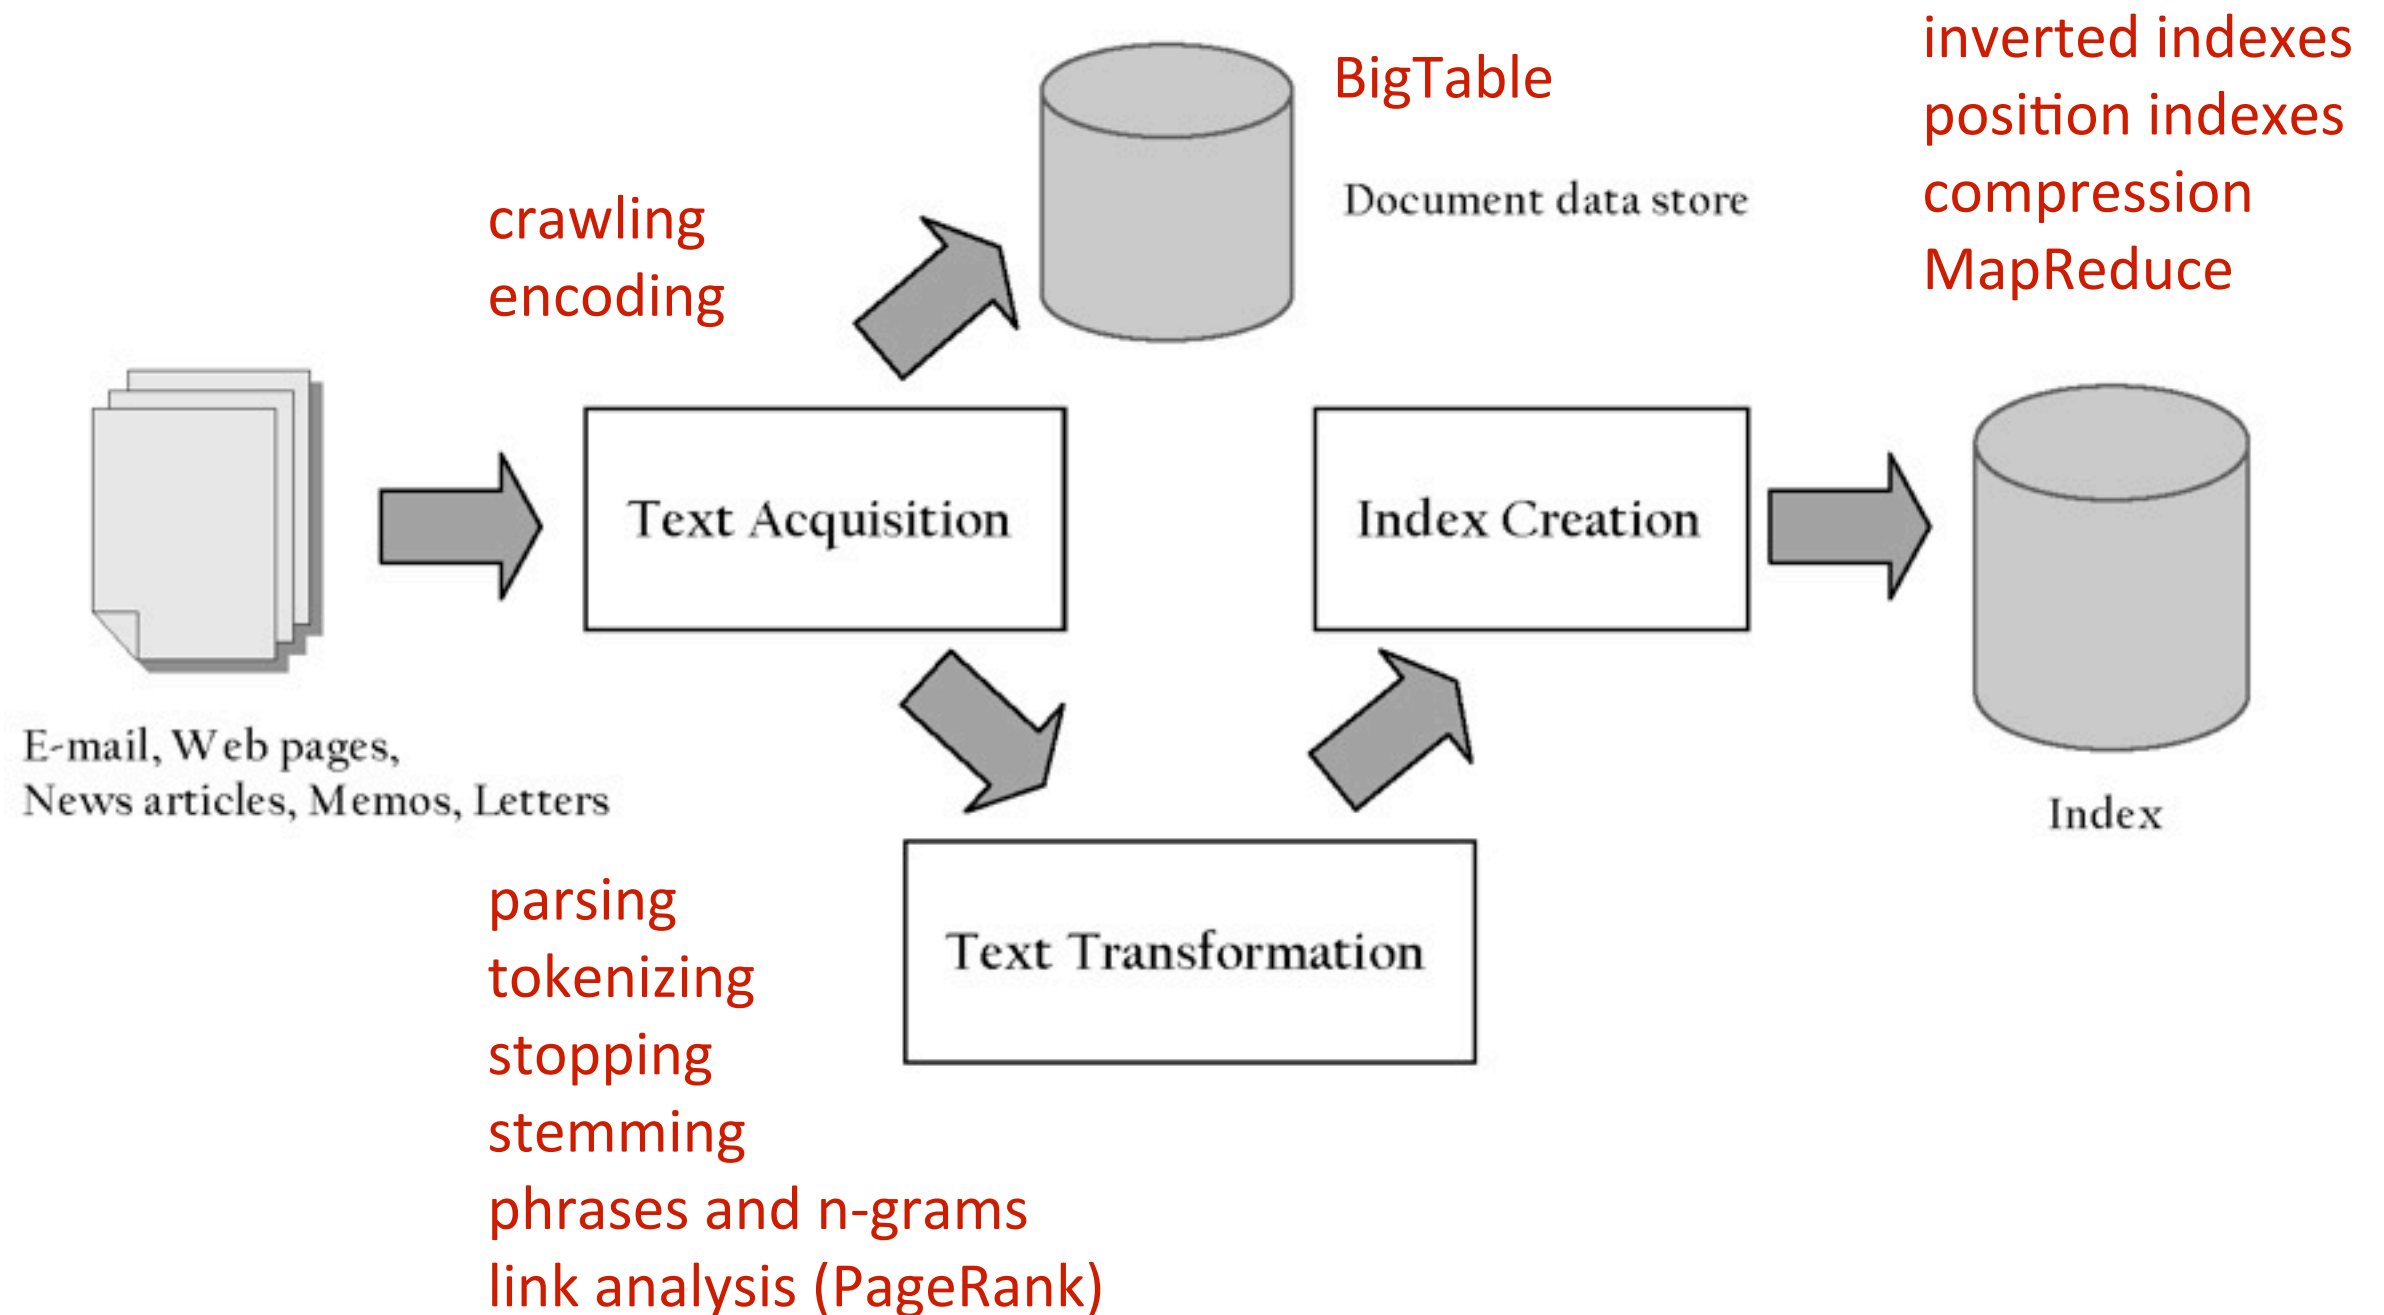 inverted indexes
position indexes
compression
MapReduce
BigTable
Document data store
crawling
encoding
Text Acquisition
Index Creation
E-mail, Web pages,
News articles, Memos, Letters
Index
Text Transformation
parsing
tokenizing
stopping
stemming
phrases and n-grams
link analysis (PageRank)